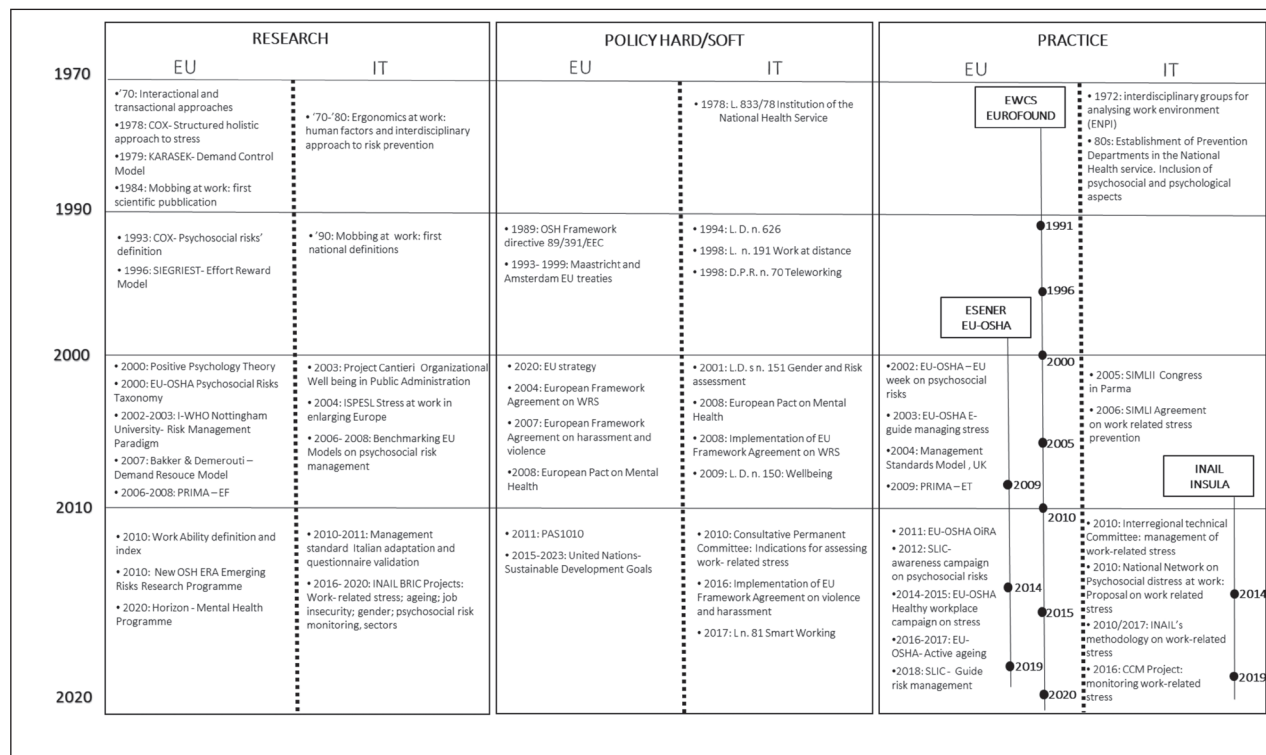 RESEARCH
EU
IT
POLICY HARD/SOFT
EU
IT
PRACTICE
EU
IT
1970
•'70: Interactional and
transactional approaches
•1978: COX- Structured holistic
approach to stress
•1979: KARASEK- Demand Control
Model
•1984: Mobbing at work: first
scientific pubblication
• '70-'80: Ergonomics at work:
human factors and interdisciplinary
approach to risk prevention
•1978: L. 833/78 Institution of the
National Health Service
EWCS
EUROFOUND
• 1972: interdisciplinary groups for
analysing work environment
(ENPI)
• 80s: Establishment of Prevention
Departments in the National
Health service. Inclusion of
psychosocial and psychological
aspects
1990
• 1993: COX- Psychosocial risks'
definition
• 1996: SIEGRIEST- Effort Reward
Model
• '90: Mobbing at work: first
national definitions
• 1989: OSH Framework
directive 89/391/EEC
• 1993- 1999: Maastricht and
Amsterdam EU treaties
• 1994: L. D. n. 626
• 1998: L. n. 191 Work at distance
• 1998: D.P.R. n. 70 Teleworking
1991
1996
ESENER
EU-OSHA
2000
• 2000: Positive Psychology Theory
• 2000: EU-OSHA Psychosocial Risks
Taxonomy
• 2002-2003: I-WHO Nottingham
University- Risk Management
Paradigm
• 2007: Bakker & Demerouti –
Demand Resouce Model
• 2006-2008: PRIMA – EF
• 2003: Project Cantieri Organizational
Well being in Public Administration
• 2004: ISPESL Stress at work in
enlarging Europe
• 2006- 2008: Benchmarking EU
Models on psychosocial risk
management
• 2020: EU strategy
• 2004: European Framework
Agreement on WRS
• 2007: European Framework
Agreement on harassment and
violence
•2008: European Pact on Mental
Health
• 2001: L.D. s n. 151 Gender and Risk
assessment
• 2008: European Pact on Mental
Health
• 2008: Implementation of EU
Framework Agreement on WRS
• 2009: L.D. n. 150: Wellbeing
•2002: EU-OSHA – EU
week on psychosocial
risks
• 2003: EU-OSHA E-
guide managing stress
• 2004: Management
Standards Model , UK
•2009: PRIMA – ET
2000
2005
2009
2010
• 2005: SIMLII Congress
in Parma
• 2006: SIMLI Agreement
on work related stress
prevention
INAIL
INSULA
2010
• 2010: Work Ability definition and
index
• 2010: New OSH ERA Emerging
Risks Research Programme
• 2020: Horizon - Mental Health
Programme
• 2010-2011: Management
standard Italian adaptation and
questionnaire validation
• 2016- 2020: INAIL BRIC Projects:
Work- related stress; ageing; job
insecurity; gender; psychosocial risk
monitoring, sectors
• 2011: PAS1010
• 2015-2023: United Nations-
Sustainable Development Goals
• 2010: Consultative Permanent
Committee: Indications for assessing
work- related stress
• 2016: Implementation of EU
Framework Agreement on violence
and harassment
• 2017: L n. 81 Smart Working
• 2011: EU-OSHA OiRA
• 2012: SLIC-
awareness campaign
on psychosocial risks
• 2014-2015: EU-OSHA
Healthy workplace
campaign on stress
•2016-2017: EU-
OSHA- Active ageing
•2018: SLIC - Guide
risk management
2014
2015
2019
2020
• 2010: Interregional technical
Committee: management of
work-related stress
• 2010: National Network on
Psychosocial distress at work:
Proposal on work related
stress
• 2010/2017: INAIL's
methodology on work-related
stress
• 2016: CCM Project:
monitoring work-related
stress
2014
2019
2020